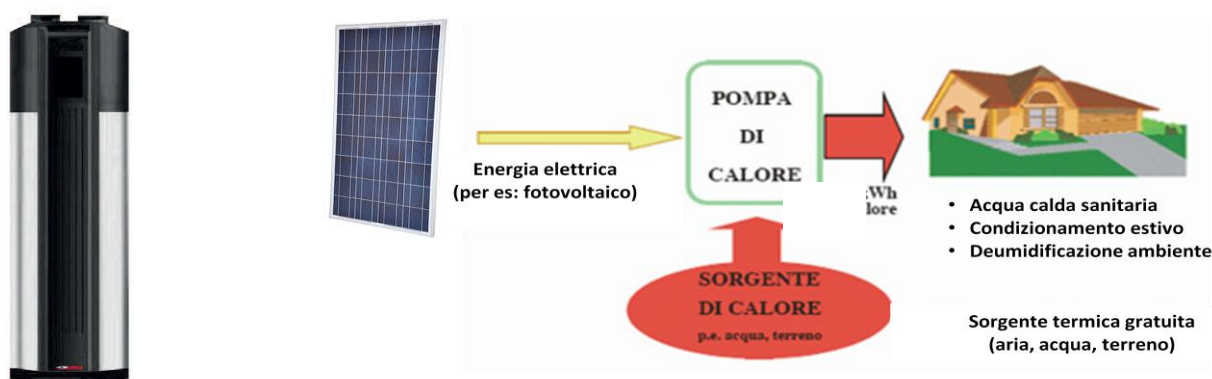 Energia elettrica
(per es: fotovoltaico)
POMPA
DI
CALORE
SORGENTE
DI CALORE
p.e. acqua, terreno
• Acqua calda sanitaria
• Condizionamento estivo
• Deumidificazione ambiente
Sorgente termica gratuita
(aria, acqua, terreno)